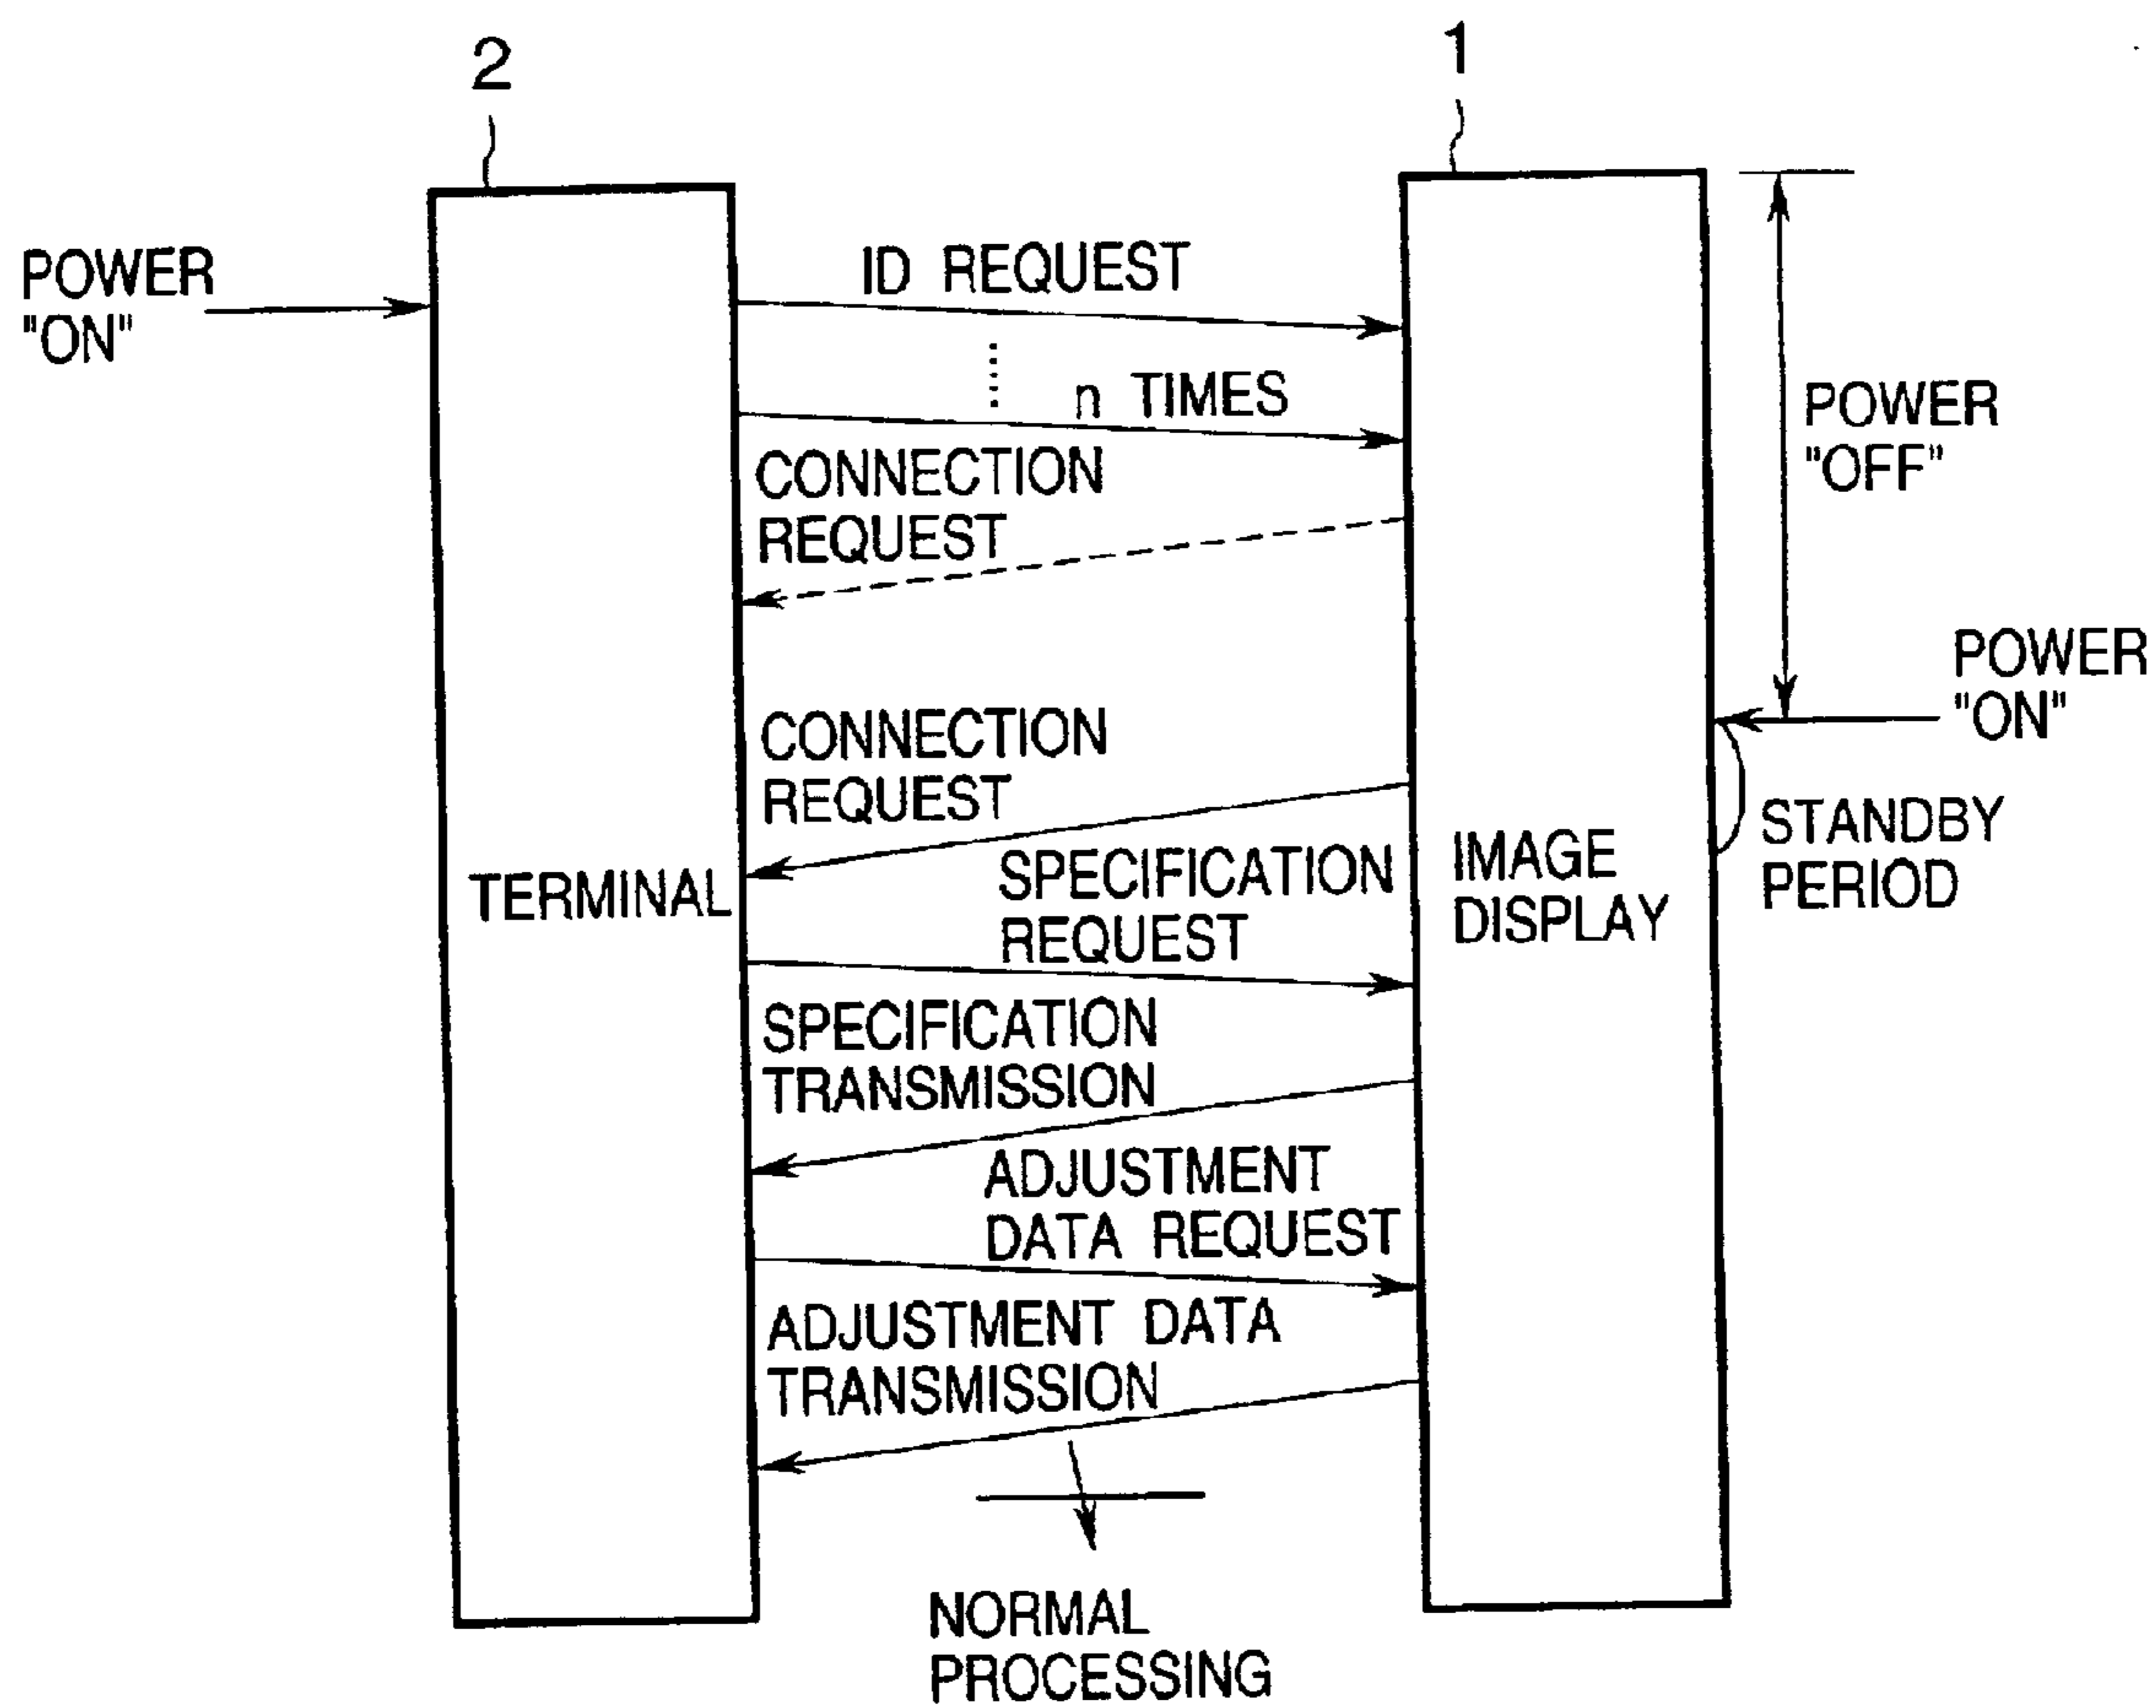 2
1
POWER
"ON"
ID REQUEST
n TIMES
POWER
"OFF"
CONNECTION
REQUEST
POWER
"ON"
CONNECTION
REQUEST
STANDBY
PERIOD
TERMINAL
SPECIFICATION
REQUEST
IMAGE
DISPLAY
SPECIFICATION
TRANSMISSION
ADJUSTMENT
DATA REQUEST
ADJUSTMENT DATA
TRANSMISSION
NORMAL
PROCESSING